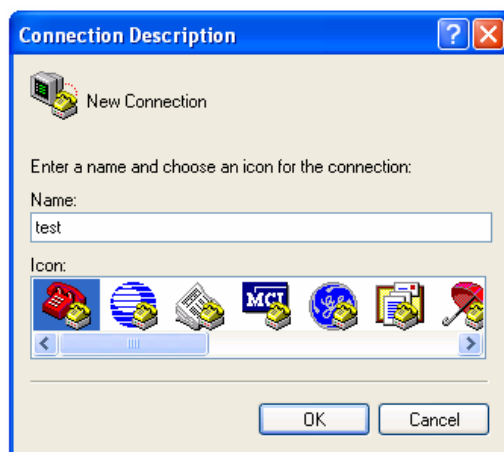 Connection Description
New Connection
Enter a name and choose an icon for the connection:
Name:
test
Icon:
MCI
OK
Cancel